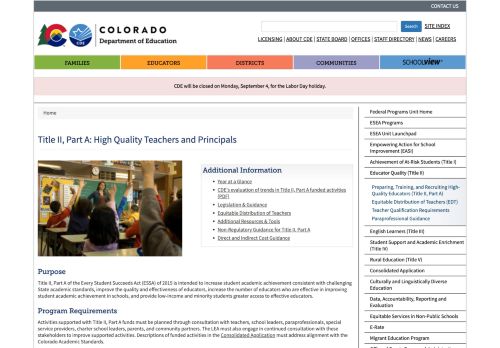 CONTACT US
COLORADO
Department of Education
CDE
Search
SITE INDEX
LICENSING | ABOUT CDE | STATE BOARD | OFFICES | STAFF DIRECTORY | NEWS | CAREERS
FAMILIES
EDUCATORS
DISTRICTS
COMMUNITIES
SCHOOLVIEW
CDE will be closed on Monday, September 4, for the Labor Day holiday.
Home
Title II, Part A: High Quality Teachers and Principals
Additional Information
Year at a Glance
CDE's evaluation of trends in Title II, Part A funded activities
(PDF)
Legislation & Guidance
Equitable Distribution of Teachers
Additional Resources & Tools
Non-Regulatory Guidance for Title II, Part A
Direct and Indirect Cost Guidance
Purpose
Title II, Part A of the Every Student Succeeds Act (ESSA) of 2015 is intended to increase student academic achievement consistent with challenging
State academic standards, improve the quality and effectiveness of educators, increase the number of educators who are effective in improving
student academic achievement in schools, and provide low-income and minority students greater access to effective educators.
Program Requirements
Activities supported with Title II, Part A funds must be planned through consultation with teachers, school leaders, paraprofessionals, special
service providers, charter school leaders, parents, and community partners. The LEA must also engage in continued consultation with these
stakeholders to improve supported activities. Descriptions of funded activities in the Consolidated Application must address alignment with the
Colorado Academic Standards.
Federal Programs Unit Home
ESEA Programs
ESEA Unit Launchpad
Empowering Action for School
Improvement (EASI)
Achievement of At-Risk Students (Title I)
Educator Quality (Title II)
Preparing, Training, and Recruiting High-
Quality Educators (Title II, Part A)
Equitable Distribution of Teachers (EDT)
Teacher Qualification Requirements
Paraprofessional Guidance
English Learners (Title III)
Student Support and Academic Enrichment
(Title IV)
Rural Education (Title V)
Consolidated Application
Culturally and Linguistically Diverse
Education
Data, Accountability, Reporting and
Evaluation
Equitable Services in Non-Public Schools
E-Rate
Migrant Education Program